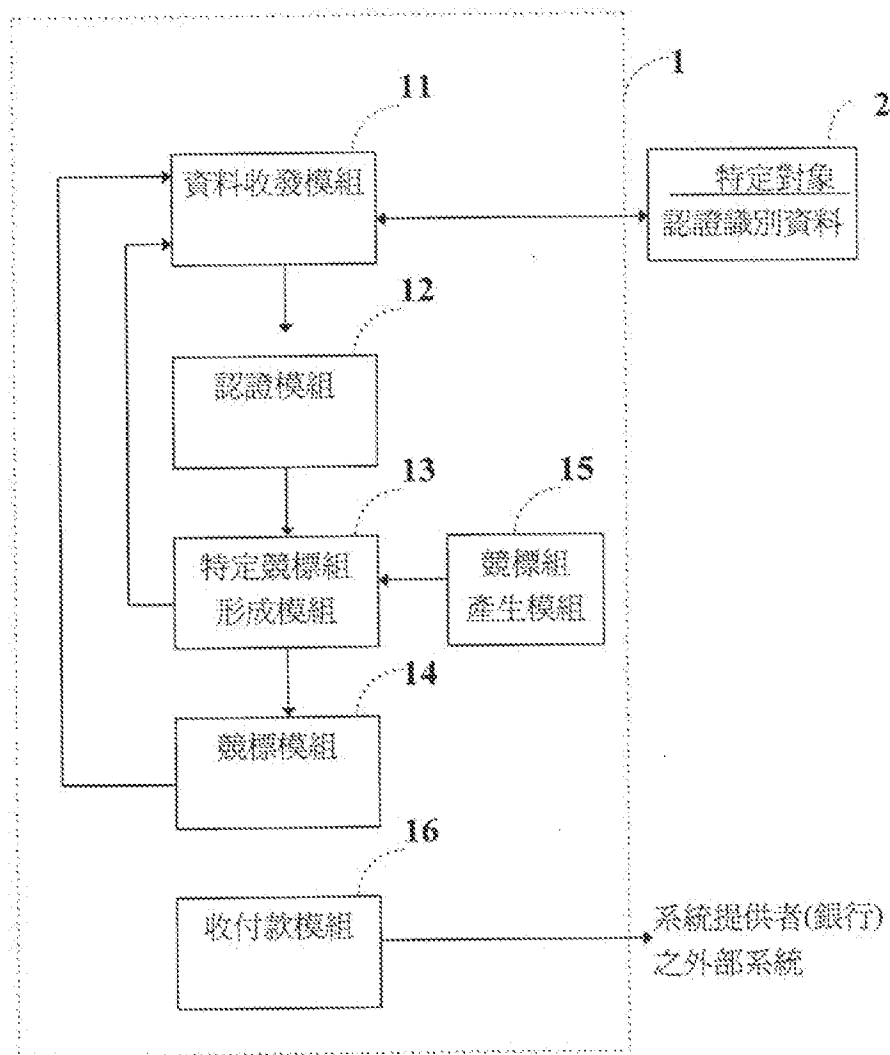 1
11
2
資料收發模組
特定對象
認證識別資料
12
認證模組
13
15
特定競標組
形成模組
競標組
產生模組
14
競標模組
16
收付款模組
系統提供者(銀行)
之外部系統